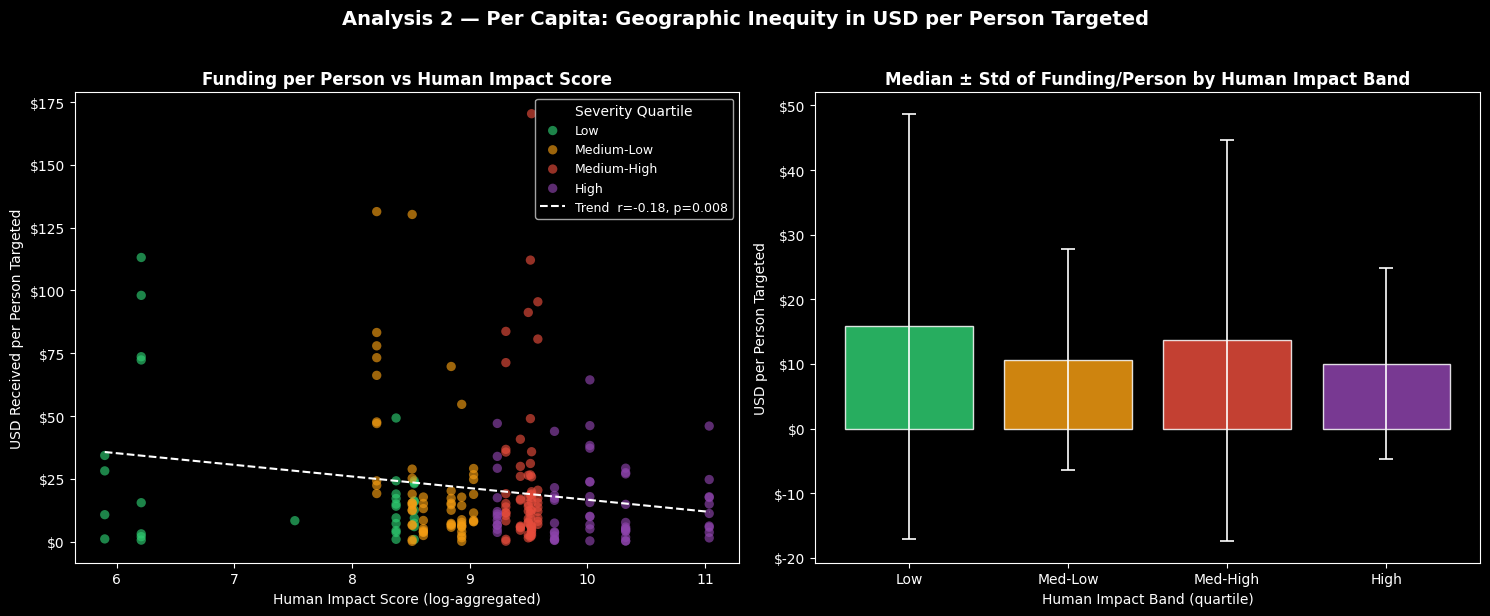 Analysis 2 — Per Capita: Geographic Inequity in USD per Person Targeted
Funding per Person vs Human Impact Score
USD Received per Person Targeted
$175
$150
$125
$100
$75
$50
$25
$0
6
7
8
9
10
11
Human Impact Score (log-aggregated)
Severity Quartile
Low
Medium-Low
Medium-High
High
Trend r=-0.18, p=0.008
Median ± Std of Funding/Person by Human Impact Band
USD per Person Targeted
$50
$40
$30
$20
$10
$0
$-10
$-20
Low
Med-Low
Med-High
High
Human Impact Band (quartile)